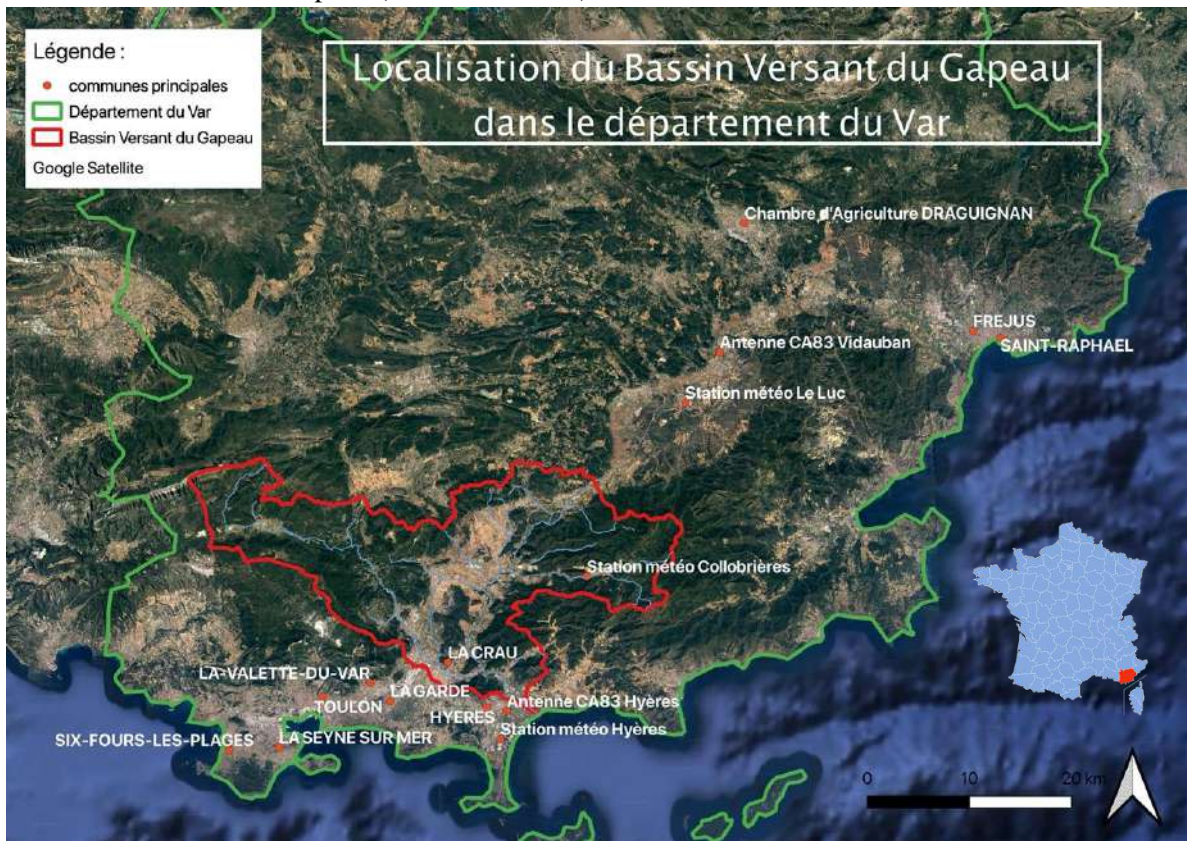 Légende :
communes principales
Département du Var
Bassin Versant du Gapeau
Google Satellite
Localisation du Bassin Versant du Gapeau
dans le département du Var
Chambre d'Agriculture DRAGUIGNAN
FREJUS
SAINT-RAPHAEL
Antenne CA83 Vidauban
Station météo Le Luc
Station météo Collobrières
LA CRAU
LA-VALETTE-DU-VAR
LA GARDE
TOULON
HYERES
Antenne CA83 Hyères
Station météo Hyères
SIX-FOURS-LES-PLAGES
LA SEYNE SUR MER
0 10 20 km